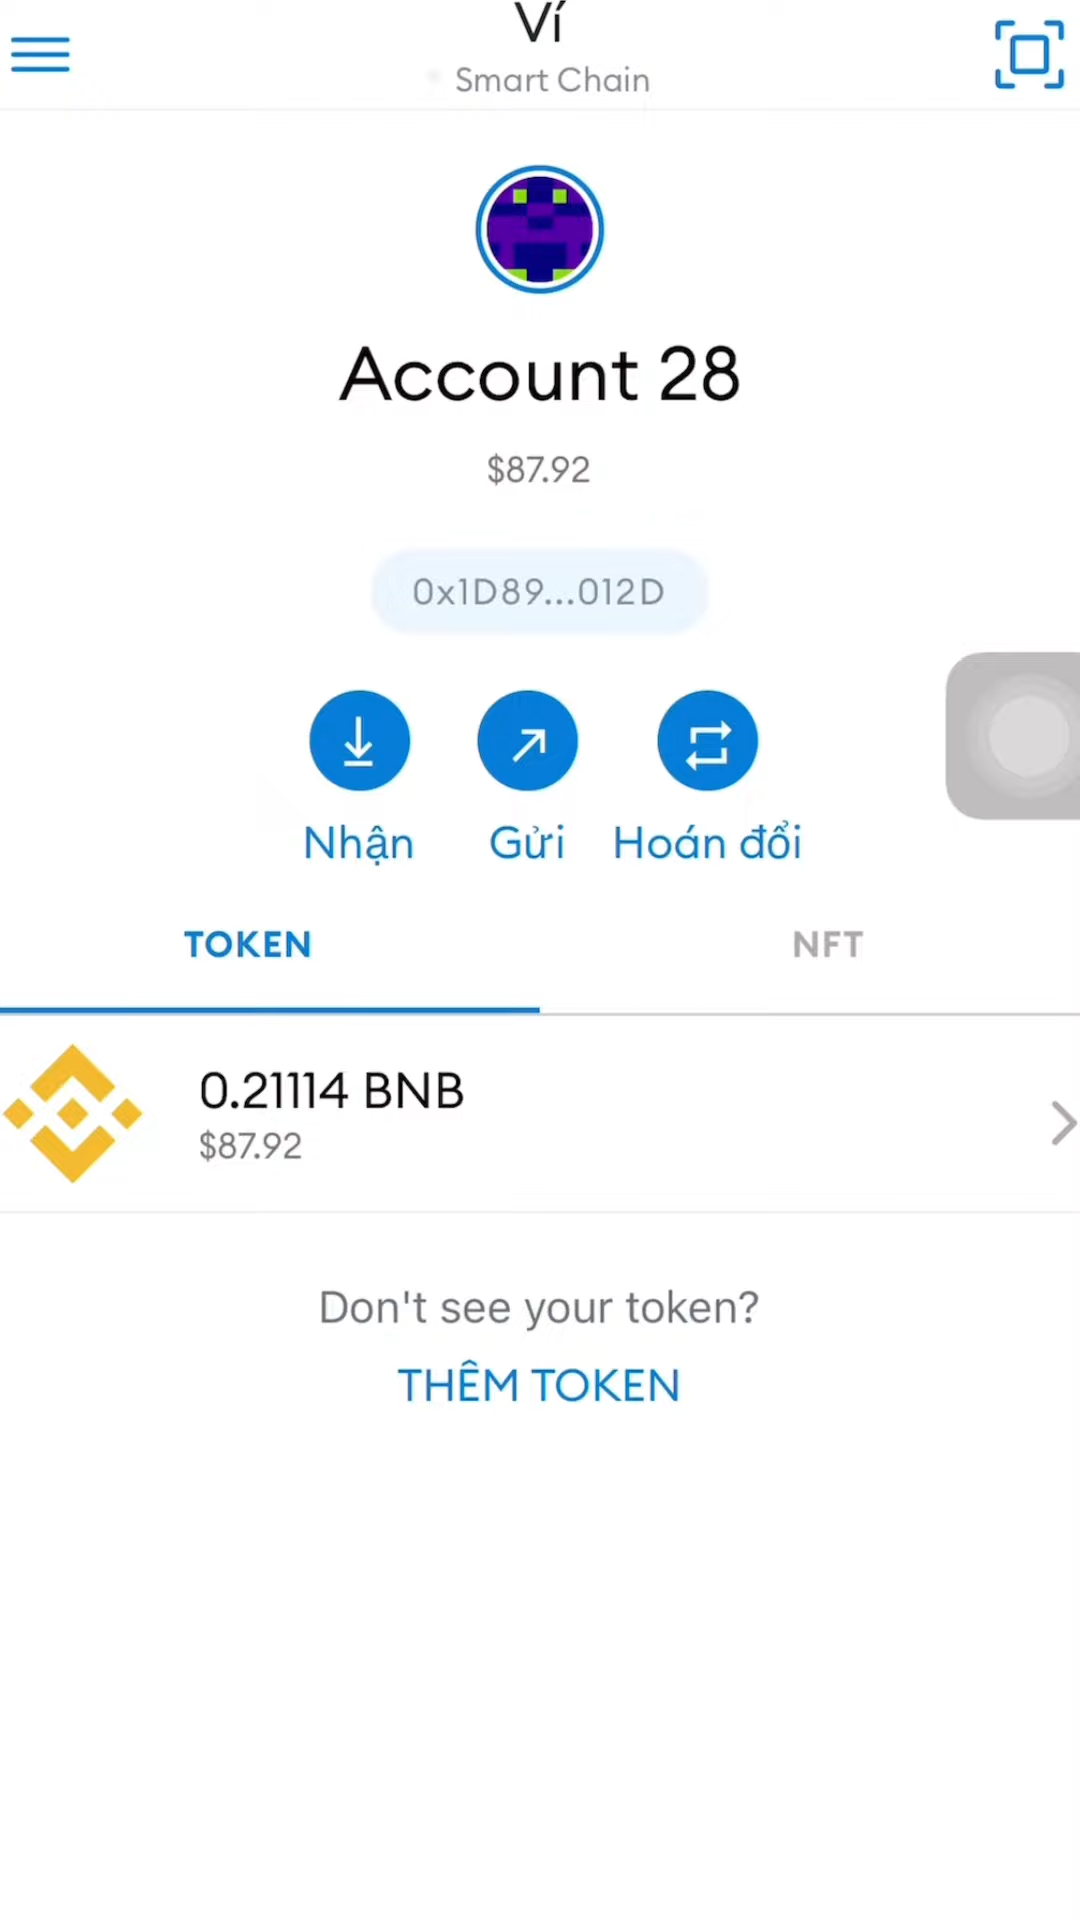 Ví
Smart Chain
Account 28
$87.92
0x1D89...012D
Nhận Gửi Hoán đổi
TOKEN NFT
0.21114 BNB
$87.92
Don't see your token?
THÊM TOKEN